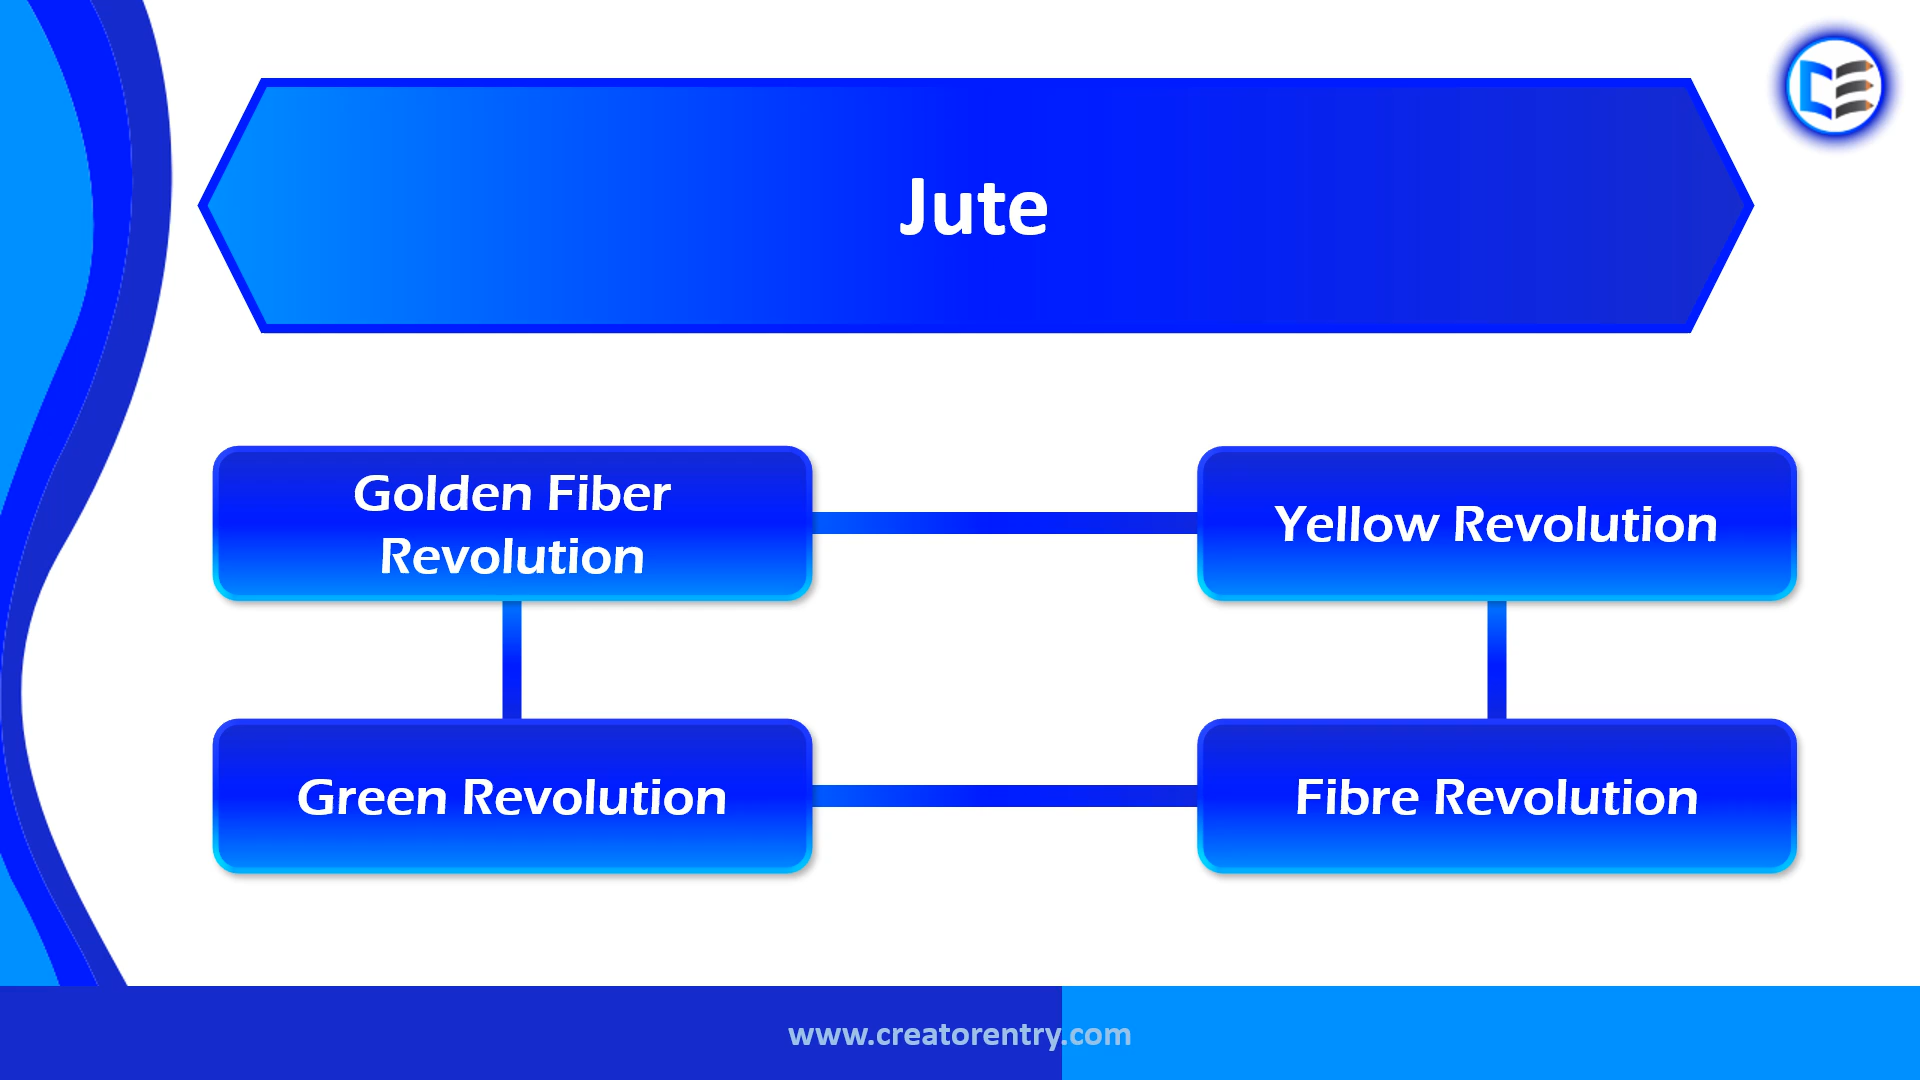 Jute
Golden Fiber
Revolution
Yellow Revolution
Green Revolution
Fibre Revolution
www.creatorentry.com